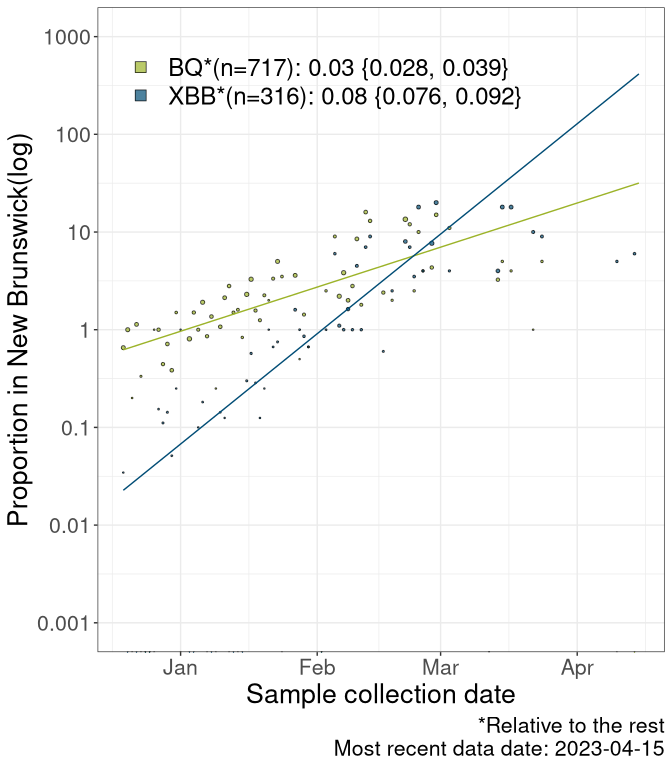 1000
100
10
1
0.1
0.01
0.001
Proportion in New Brunswick(log)
BQ*(n=717): 0.03 {0.028, 0.039}
XBB*(n=316): 0.08 {0.076, 0.092}
Jan Feb Mar Apr
Sample collection date
*Relative to the rest
Most recent data date: 2023-04-15